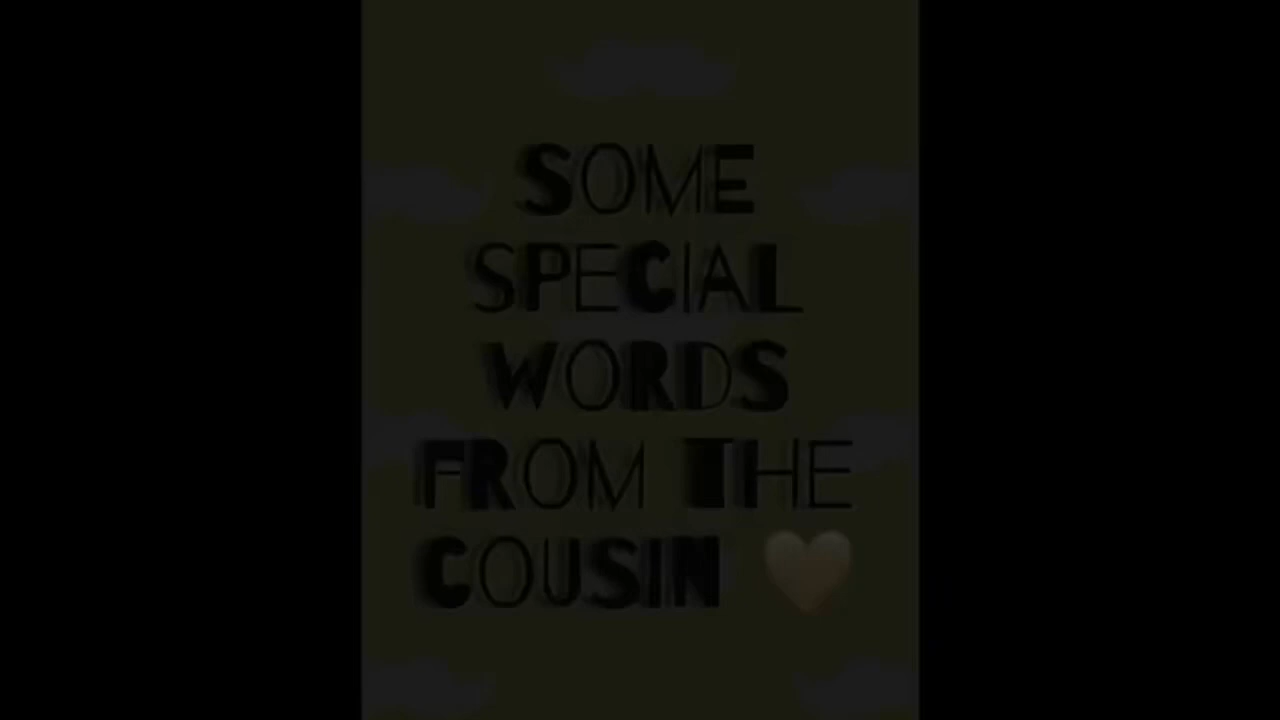 SOME
SPECIAL
WORDS
FROM THE
COUSIN 🤎